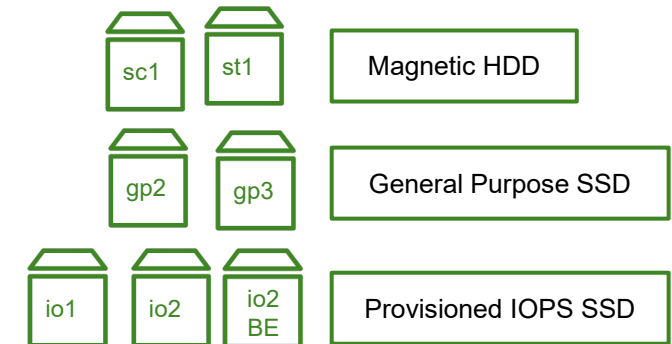 sc1
st1
Magnetic HDD
gp2
gp3
General Purpose SSD
io1
io2
io2
BE
Provisioned IOPS SSD